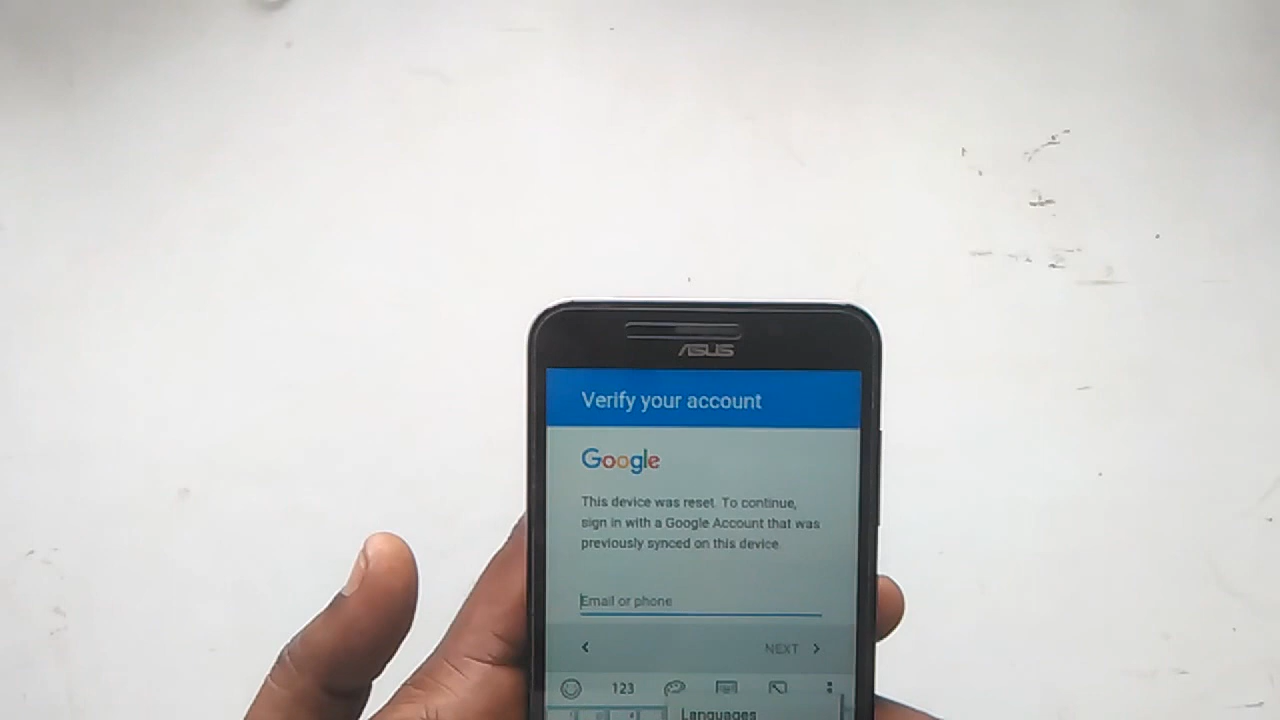 ASUS
Verify your account
Google
This device was reset. To continue,
sign in with a Google Account that was
previously synced on this device.
Email or phone
NEXT
123
Languages